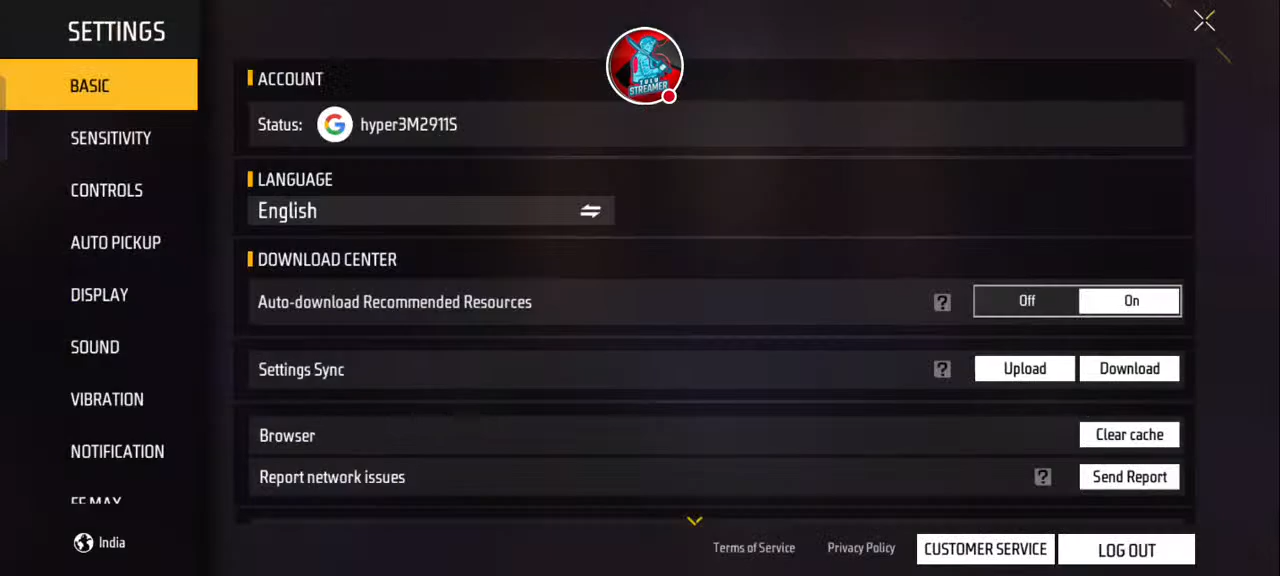 SETTINGS
BASIC
SENSITIVITY
CONTROLS
AUTO PICKUP
DISPLAY
SOUND
VIBRATION
NOTIFICATION
FF MAX
India
STREAMER
ACCOUNT
Status: G hyper3M2911S
LANGUAGE
English
DOWNLOAD CENTER
Auto-download Recommended Resources ? Off On
Settings Sync ? Upload Download
Browser Clear cache
Report network issues ? Send Report
Terms of Service Privacy Policy CUSTOMER SERVICE LOG OUT